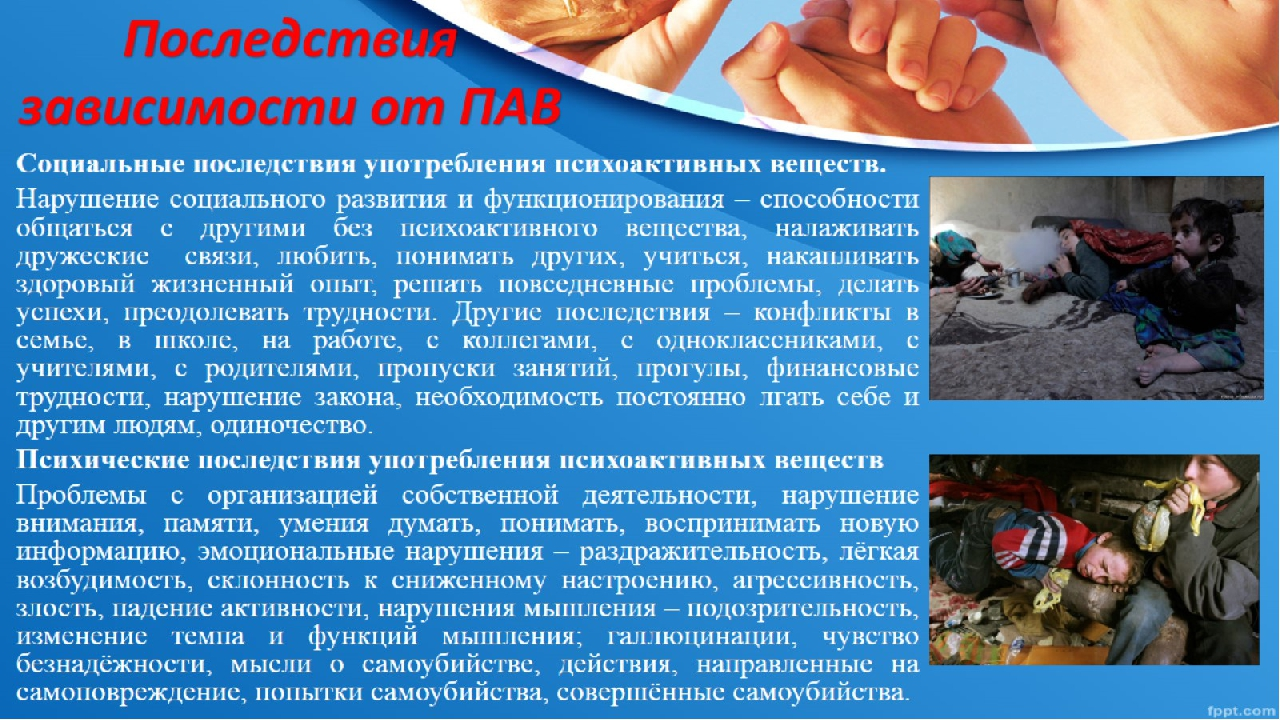 Последствия
зависимости от ПАВ
Социальные последствия употребления психоактивных веществ.
Нарушение социального развития и функционирования – способности
общаться с другими без психоактивного вещества, налаживать
дружеские связи, любить, понимать других, учиться, накапливать
здоровый жизненный опыт, решать повседневные проблемы, делать
успехи, преодолевать трудности. Другие последствия – конфликты в
семье, в школе, на работе, с коллегами, с одноклассниками, с
учителями, с родителями, пропуски занятий, прогулы, финансовые
трудности, нарушение закона, необходимость постоянно лгать себе и
другим людям, одиночество.
Психические последствия употребления психоактивных веществ
Проблемы с организацией собственной деятельности, нарушение
внимания, памяти, умения думать, понимать, воспринимать новую
информацию, эмоциональные нарушения – раздражительность, лёгкая
возбудимость, склонность к сниженному настроению, агрессивность,
злость, падение активности, нарушения мышления – подозрительность,
изменение темпа и функций мышления; галлюцинации, чувство
безнадёжности, мысли о самоубийстве, действия, направленные на
самоповреждение, попытки самоубийства, совершённые самоубийства.
fppt.com